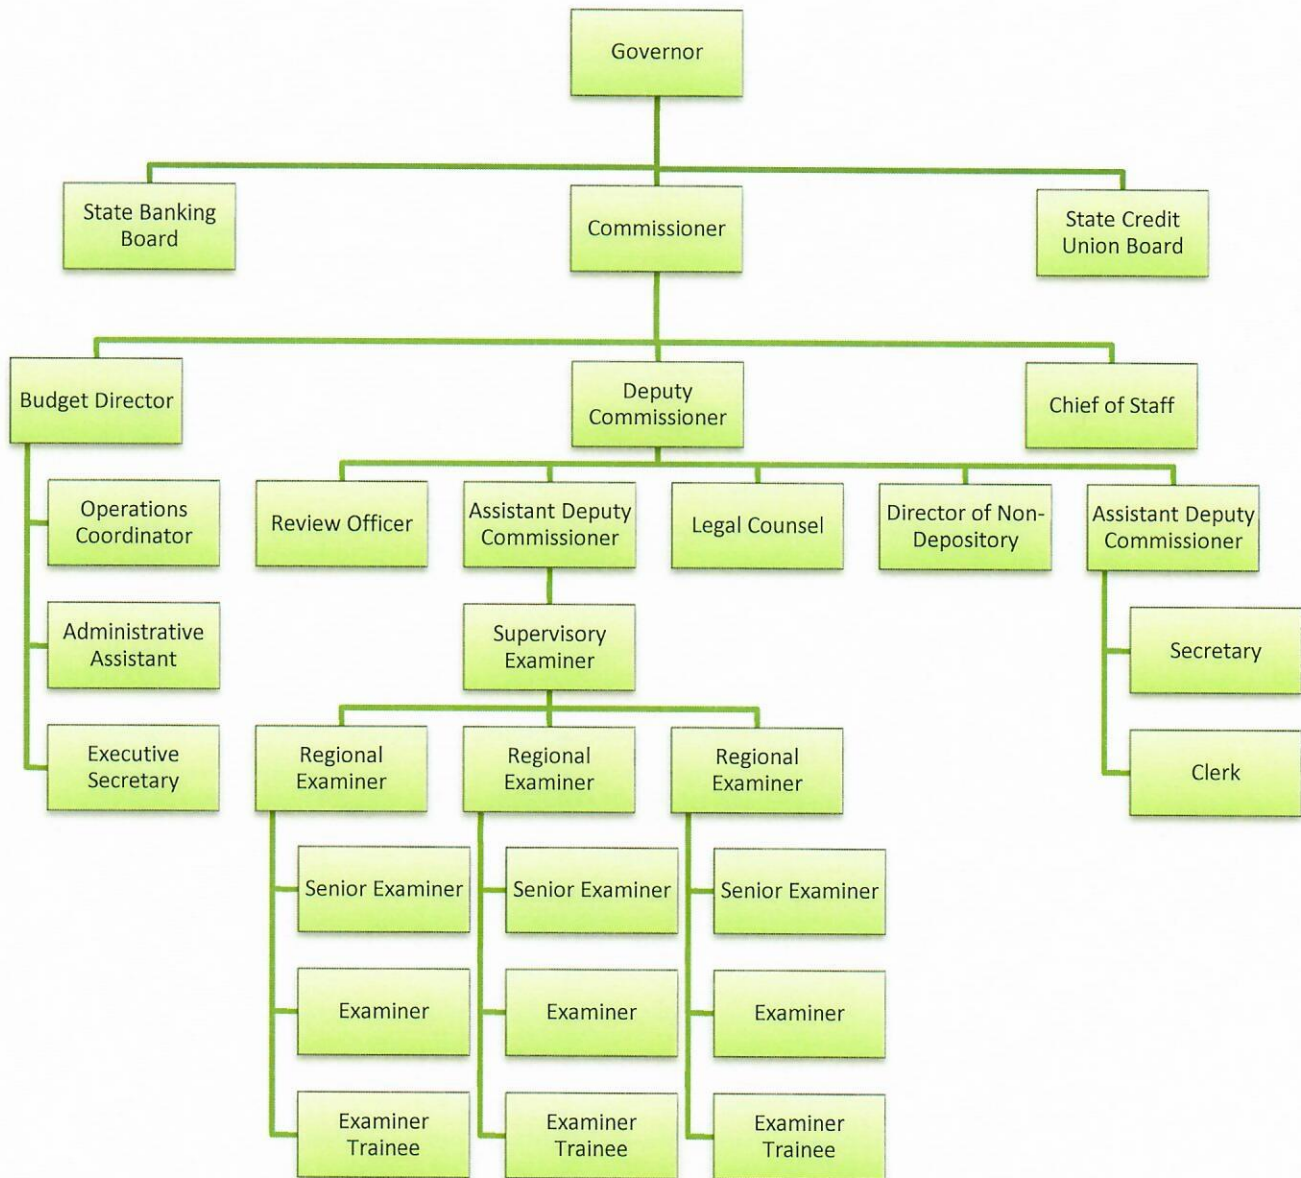 Governor
State Banking
Board
Commissioner
State Credit
Union Board
Budget Director
Deputy
Commissioner
Chief of Staff
Operations
Coordinator
Administrative
Assistant
Executive
Secretary
Review Officer
Assistant Deputy
Commissioner
Legal Counsel
Director of Non-
Depository
Assistant Deputy
Commissioner
Supervisory
Examiner
Secretary
Clerk
Regional
Examiner
Regional
Examiner
Regional
Examiner
Senior Examiner
Examiner
Examiner
Trainee
Senior Examiner
Examiner
Examiner
Trainee
Senior Examiner
Examiner
Examiner
Trainee